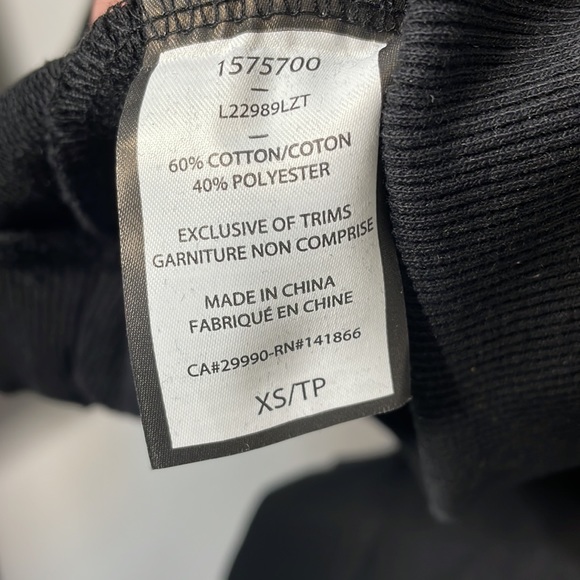 1575700
L22989LZT
60% COTTON/COTON
40% POLYESTER
EXCLUSIVE OF TRIMS
GARNITURE NON COMPRISE
MADE IN CHINA
FABRIQUÉ EN CHINE
CA#29990-RN#141866
XS/TP